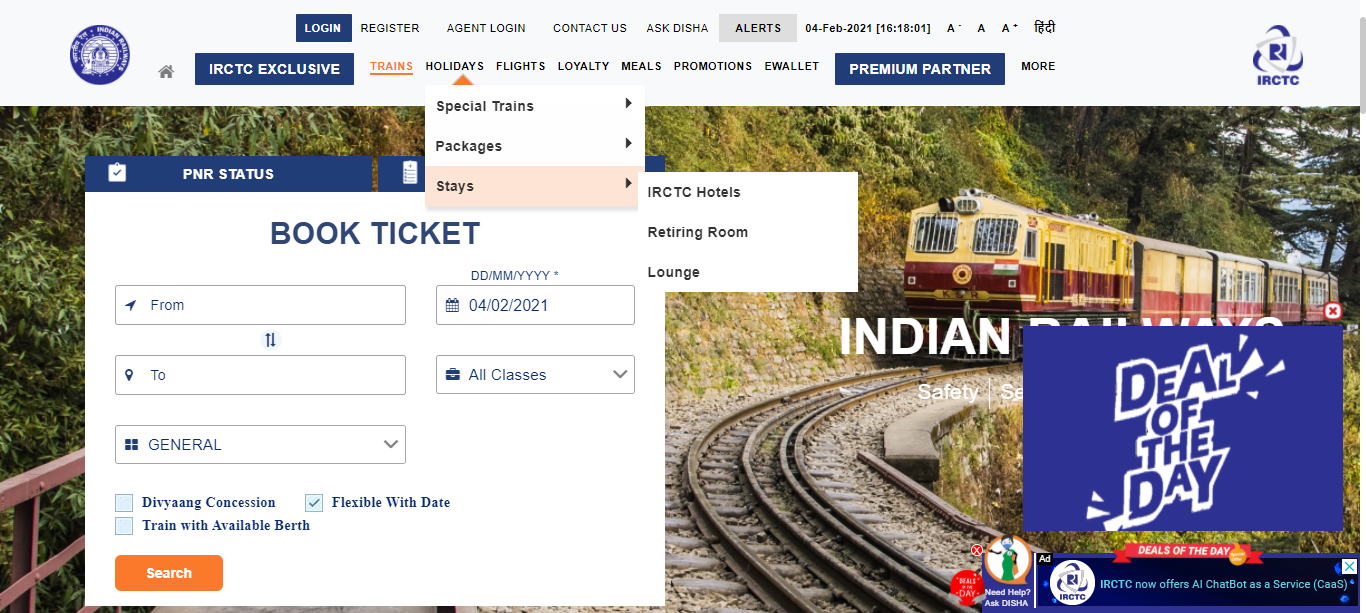 LOGIN REGISTER AGENT LOGIN CONTACT US ASK DISHA ALERTS 04-Feb-2021 [16:18:01] A - A A + हिंदी
IRCTC EXCLUSIVE TRAINS HOLIDAYS FLIGHTS LOYALTY MEALS PROMOTIONS EWALLET PREMIUM PARTNER MORE
IRCTC
Special Trains
Packages
Stays
IRCTC Hotels
Retiring Room
Lounge
PNR STATUS
BOOK TICKET
DD/MM/YYYY *
From
04/02/2021
To
All Classes
GENERAL
Divyaang Concession
Flexible With Date
Train with Available Berth
Search
INDIAN
Safety
DEAL
OF
THE
DAY
DEALS OF THE DAY
Ad
IRCTC
IRCTC now offers AI ChatBot as a Service (CaaS)
DEALS
OF THE
DAY
Need Help?
Ask DISHA